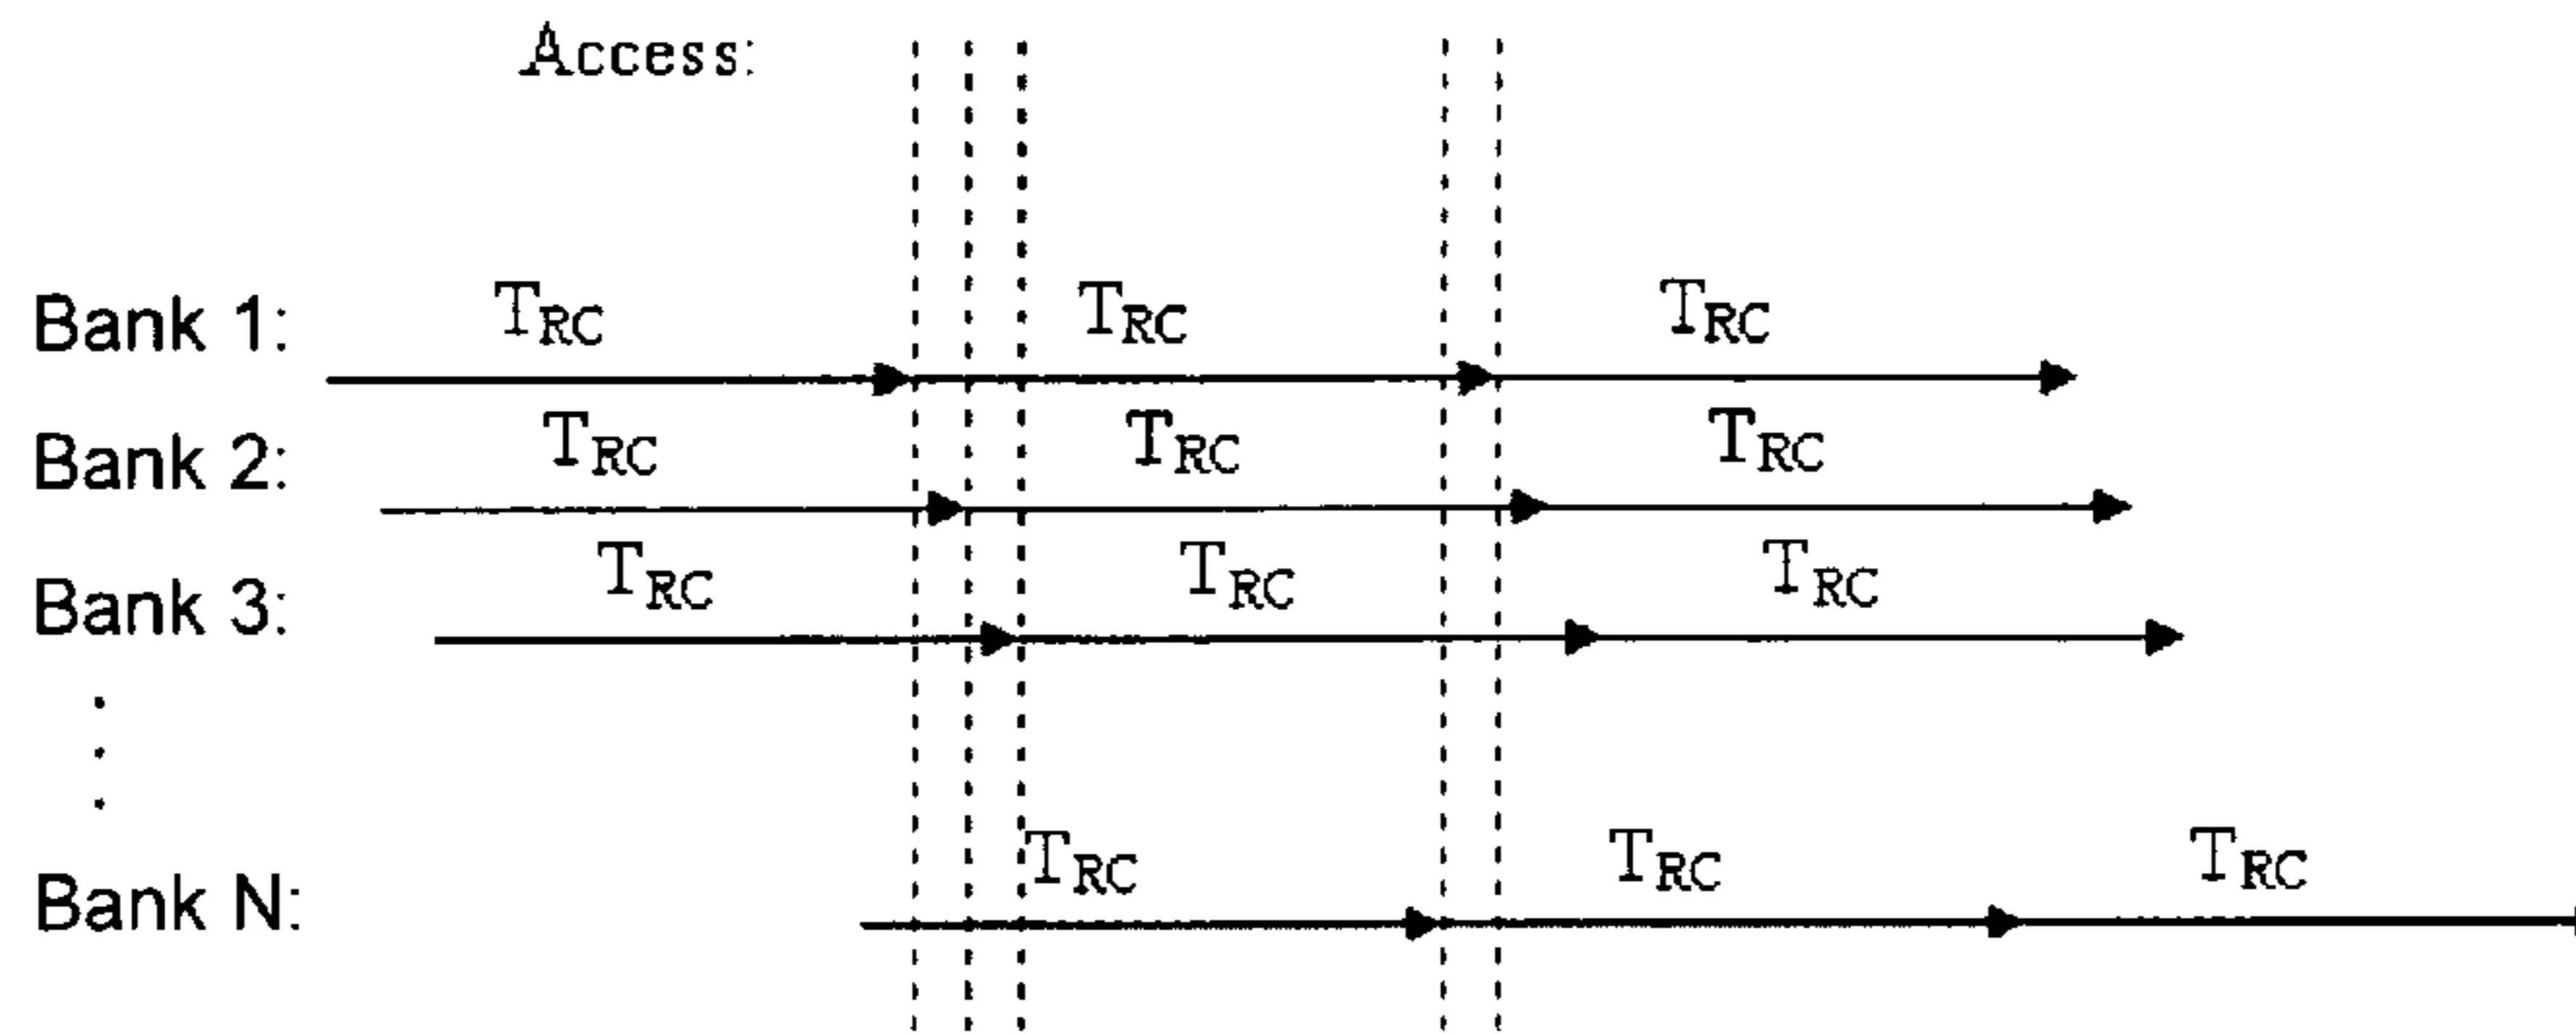 Access:
Bank 1: T_RC T_RC T_RC
Bank 2: T_RC T_RC T_RC
Bank 3: T_RC T_RC T_RC
Bank N: T_RC T_RC T_RC